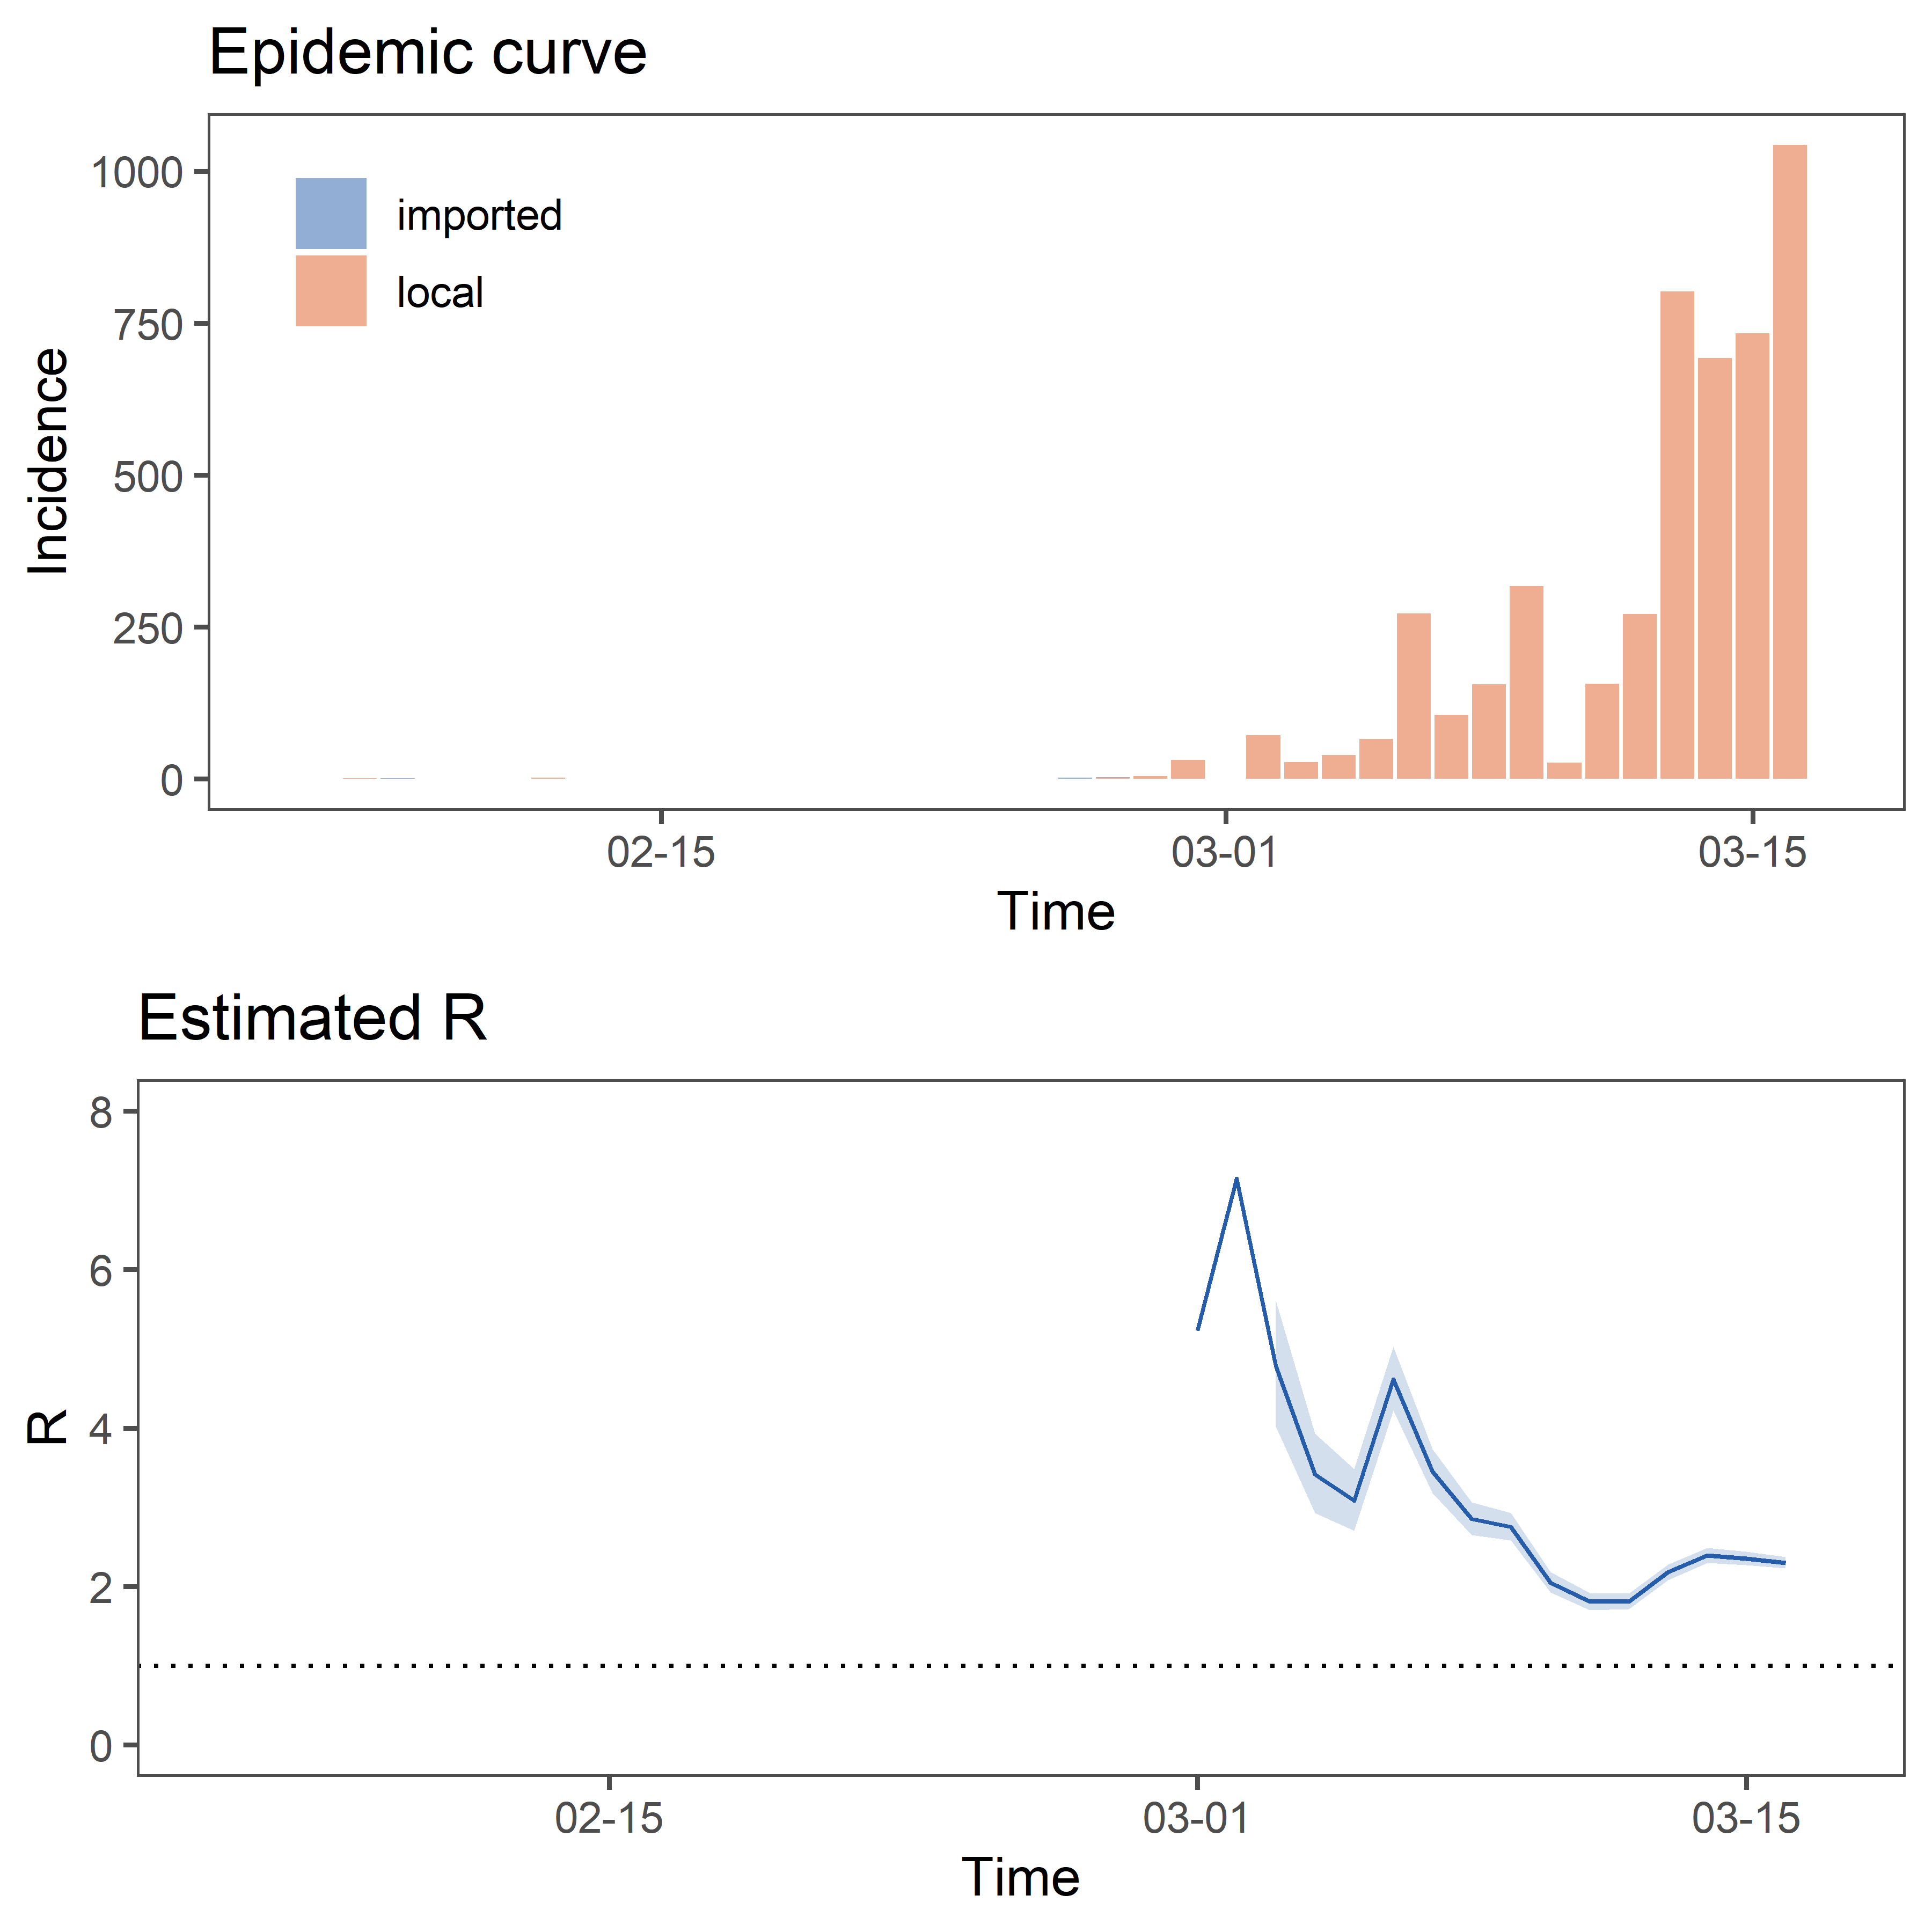 Epidemic curve
1000
750
500
250
0
Incidence
imported
local
02-15 03-01 03-15
Time
Estimated R
8
6
4
2
0
R
02-15 03-01 03-15
Time